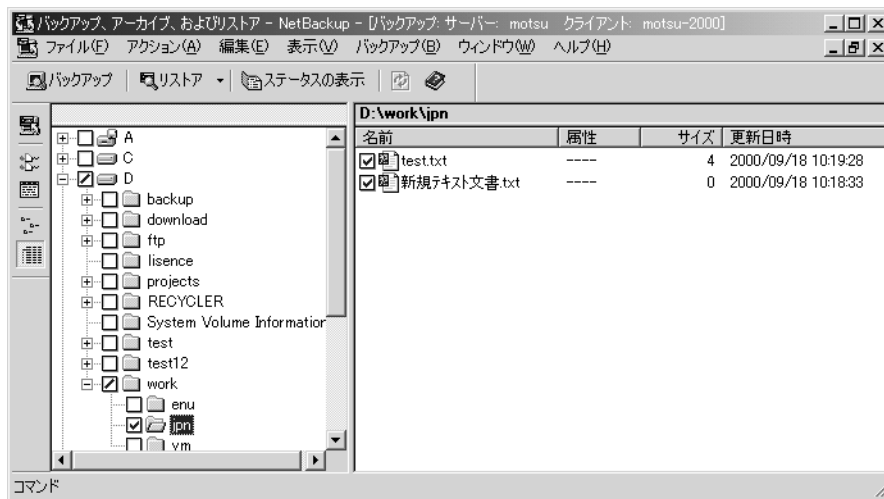 バックアップ、アーカイブ、およびリストア - NetBackup - [バックアップ: サーバー: motsu クライアント: motsu-2000]
ファイル(F) アクション(A) 編集(E) 表示(V) バックアップ(B) ウィンドウ(W) ヘルプ(H)
バックアップ リストア ステータスの表示
D:\work\jpn
名前 属性 サイズ 更新日時
test.txt ---- 4 2000/09/18 10:19:28
新規テキスト文書.txt ---- 0 2000/09/18 10:18:33
A
C
D
backup
download
ftp
lisence
projects
RECYCLER
System Volume Information
test
test12
work
enu
jpn
vm
コマンド